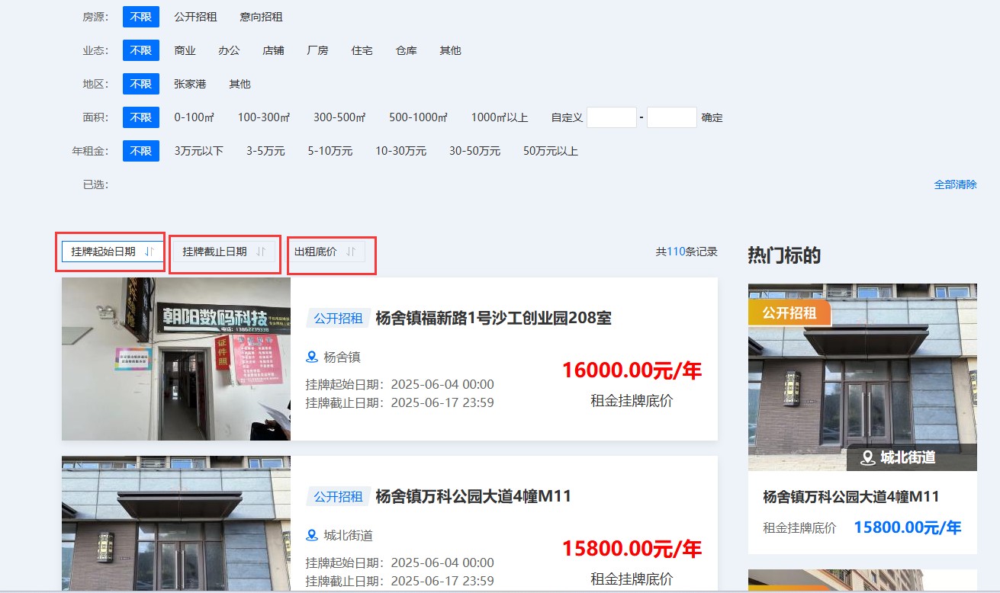 房源： 不限 公开招租 意向招租
业态： 不限 商业 办公 店铺 厂房 住宅 仓库 其他
地区： 不限 张家港 其他
面积： 不限 0-100㎡ 100-300㎡ 300-500㎡ 500-1000㎡ 1000㎡以上 自定义 - 确定
年租金： 不限 3万元以下 3-5万元 5-10万元 10-30万元 30-50万元 50万元以上
已选： 全部清除
挂牌起始日期 挂牌截止日期 出租底价 共110条记录
朝阳数码科技
证件照
公开招租 杨舍镇福新路1号沙工创业园208室
杨舍镇
16000.00元/年
挂牌起始日期：2025-06-04 00:00
租金挂牌底价
挂牌截止日期：2025-06-17 23:59
公开招租 杨舍镇万科公园大道4幢M11
城北街道
15800.00元/年
挂牌起始日期：2025-06-04 00:00
租金挂牌底价
挂牌截止日期：2025-06-17 23:59
热门标的
公开招租
城北街道
杨舍镇万科公园大道4幢M11
租金挂牌底价 15800.00元/年